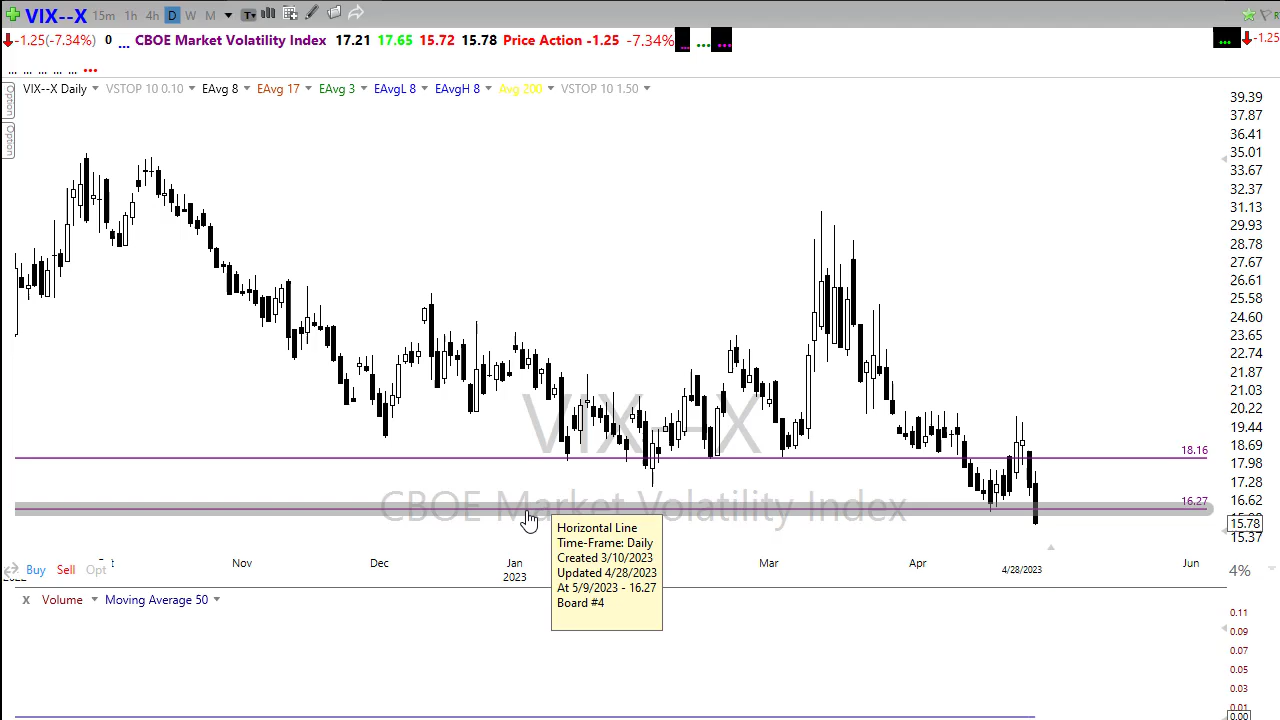 VIX--X 15m 1h 4h D W M T
-1.25(-7.34%) 0 ... CBOE Market Volatility Index 17.21 17.65 15.72 15.78 Price Action -1.25 -7.34% ... ... ... ... -1.25
... ... ... ... ... ...
VIX--X Daily VSTOP 10 0.10 EAvg 8 EAvg 17 EAvg 3 EAvgL 8 EAvgH 8 Avg 200 VSTOP 10 1.50
Option
Option
39.39
37.87
36.41
35.01
33.67
32.37
31.13
29.93
28.78
27.67
26.61
25.58
24.60
23.65
22.74
21.87
21.03
20.22
19.44
18.69
17.98
17.28
16.62
15.78
15.37
VIX--X
CBOE Market Volatility Index
18.16
16.27
Horizontal Line
Time-Frame: Daily
Created 3/10/2023
Updated 4/28/2023
At 5/9/2023 - 16.27
Board #4
Nov Dec Jan Mar Apr Jun
2023 4/28/2023
Buy Sell Opt 4%
X Volume Moving Average 50
0.11
0.09
0.07
0.05
0.03
0.01
0.00